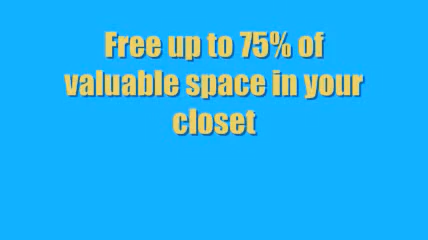 Free up to 75% of
valuable space in your
closet